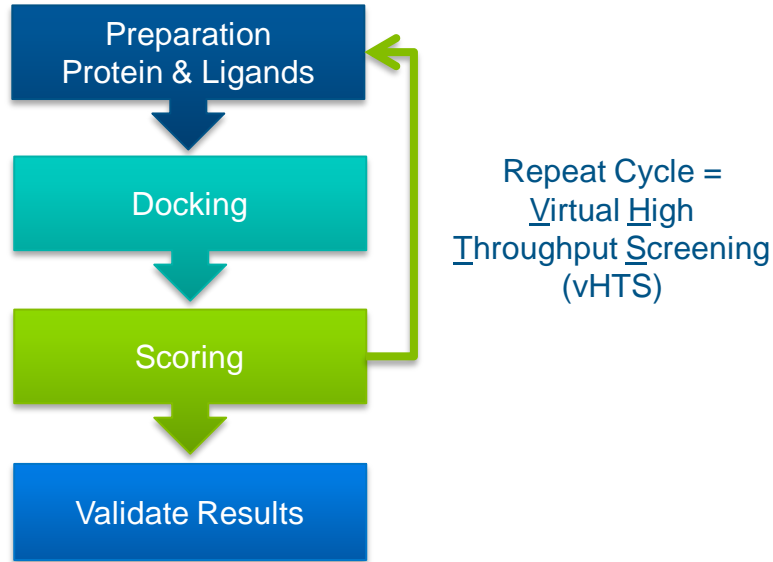 Preparation
Protein & Ligands
Docking
Repeat Cycle =
Virtual High
Throughput Screening
(vHTS)
Scoring
Validate Results